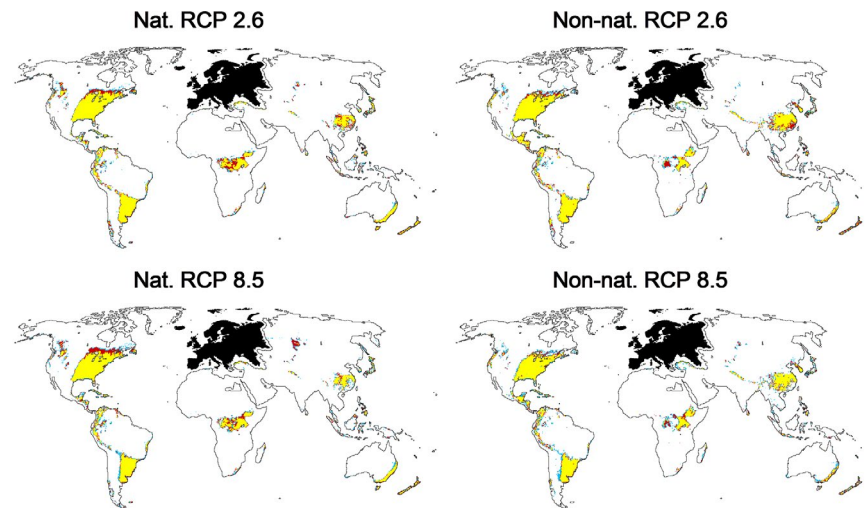 Nat. RCP 2.6
Non-nat. RCP 2.6
Nat. RCP 8.5
Non-nat. RCP 8.5